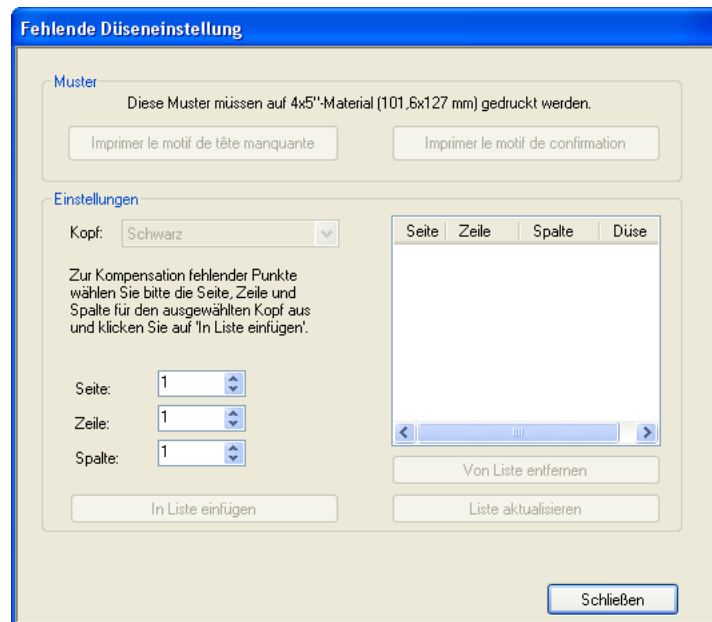 Fehlende Düseneinstellung
Muster
Diese Muster müssen auf 4x5"-Material (101,6x127 mm) gedruckt werden.
Imprimer le motif de tête manquante
Imprimer le motif de confirmation
Einstellungen
Kopf:
Schwarz
Zur Kompensation fehlender Punkte
wählen Sie bitte die Seite, Zeile und
Spalte für den ausgewählten Kopf aus
und klicken Sie auf 'In Liste einfügen'.
Seite:
1
Zeile:
1
Spalte:
1
In Liste einfügen
Seite Zeile Spalte Düse
Von Liste entfernen
Liste aktualisieren
Schließen